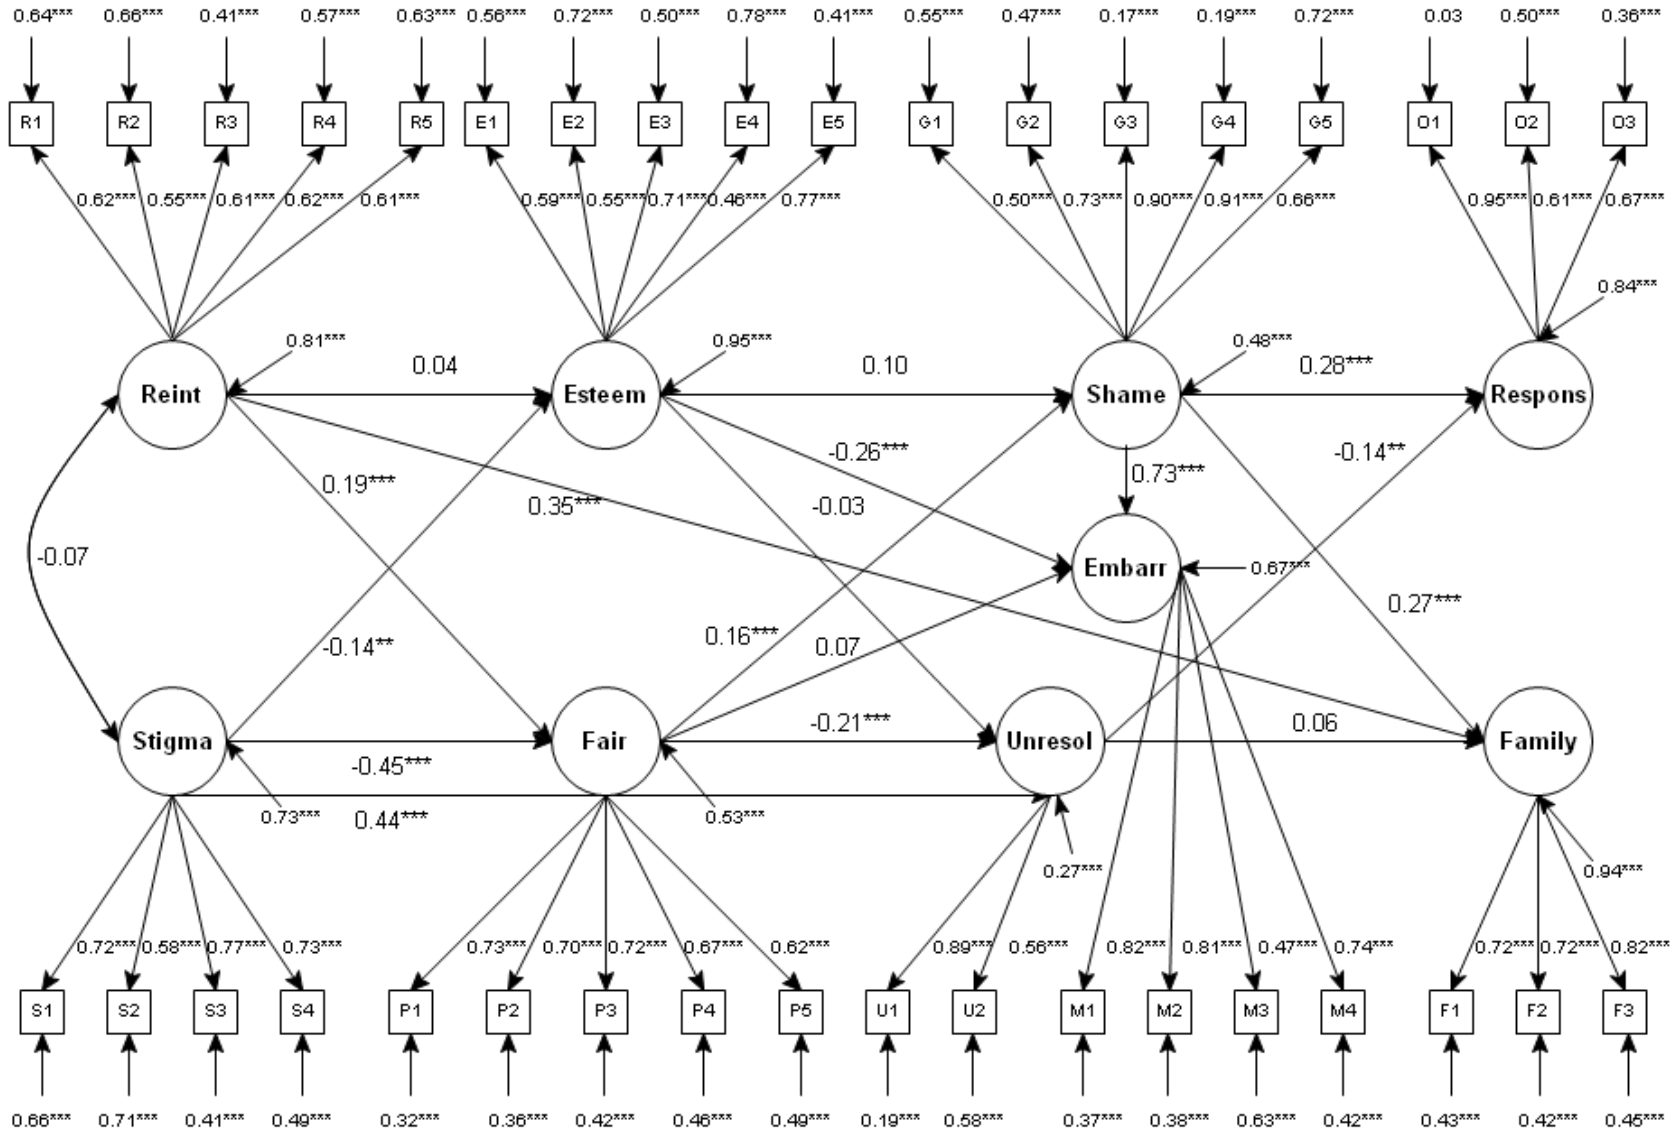 0.64*** 0.66*** 0.41*** 0.57*** 0.63*** 0.56*** 0.72*** 0.50*** 0.78*** 0.41*** 0.55*** 0.47*** 0.17*** 0.19*** 0.72*** 0.03 0.50*** 0.36***
R1 R2 R3 R4 R5 E1 E2 E3 E4 E5 G1 G2 G3 G4 G5 O1 O2 O3
0.62*** 0.55*** 0.61*** 0.62*** 0.61*** 0.59*** 0.55*** 0.71*** 0.46*** 0.77*** 0.50*** 0.73*** 0.90*** 0.91*** 0.66*** 0.95*** 0.61*** 0.67***
0.84***
0.81*** 0.95*** 0.48***
0.04 0.10 0.28***
Reint Esteem Shame Respons
-0.26*** -0.14**
0.73***
0.19*** 0.35*** -0.03
-0.07 Embarr 0.67***
0.27***
-0.14** 0.16*** 0.07
-0.21*** 0.06
Stigma Fair Unresol Family
-0.45***
0.73*** 0.44*** 0.53***
0.27*** 0.94***
0.72*** 0.58*** 0.77*** 0.73*** 0.73*** 0.70*** 0.72*** 0.67*** 0.62*** 0.89*** 0.56*** 0.82*** 0.81*** 0.47*** 0.74*** 0.72*** 0.72*** 0.82***
S1 S2 S3 S4 P1 P2 P3 P4 P5 U1 U2 M1 M2 M3 M4 F1 F2 F3
0.66*** 0.71*** 0.41*** 0.49*** 0.32*** 0.36*** 0.42*** 0.46*** 0.49*** 0.19*** 0.58*** 0.37*** 0.38*** 0.63*** 0.42*** 0.43*** 0.42*** 0.45***